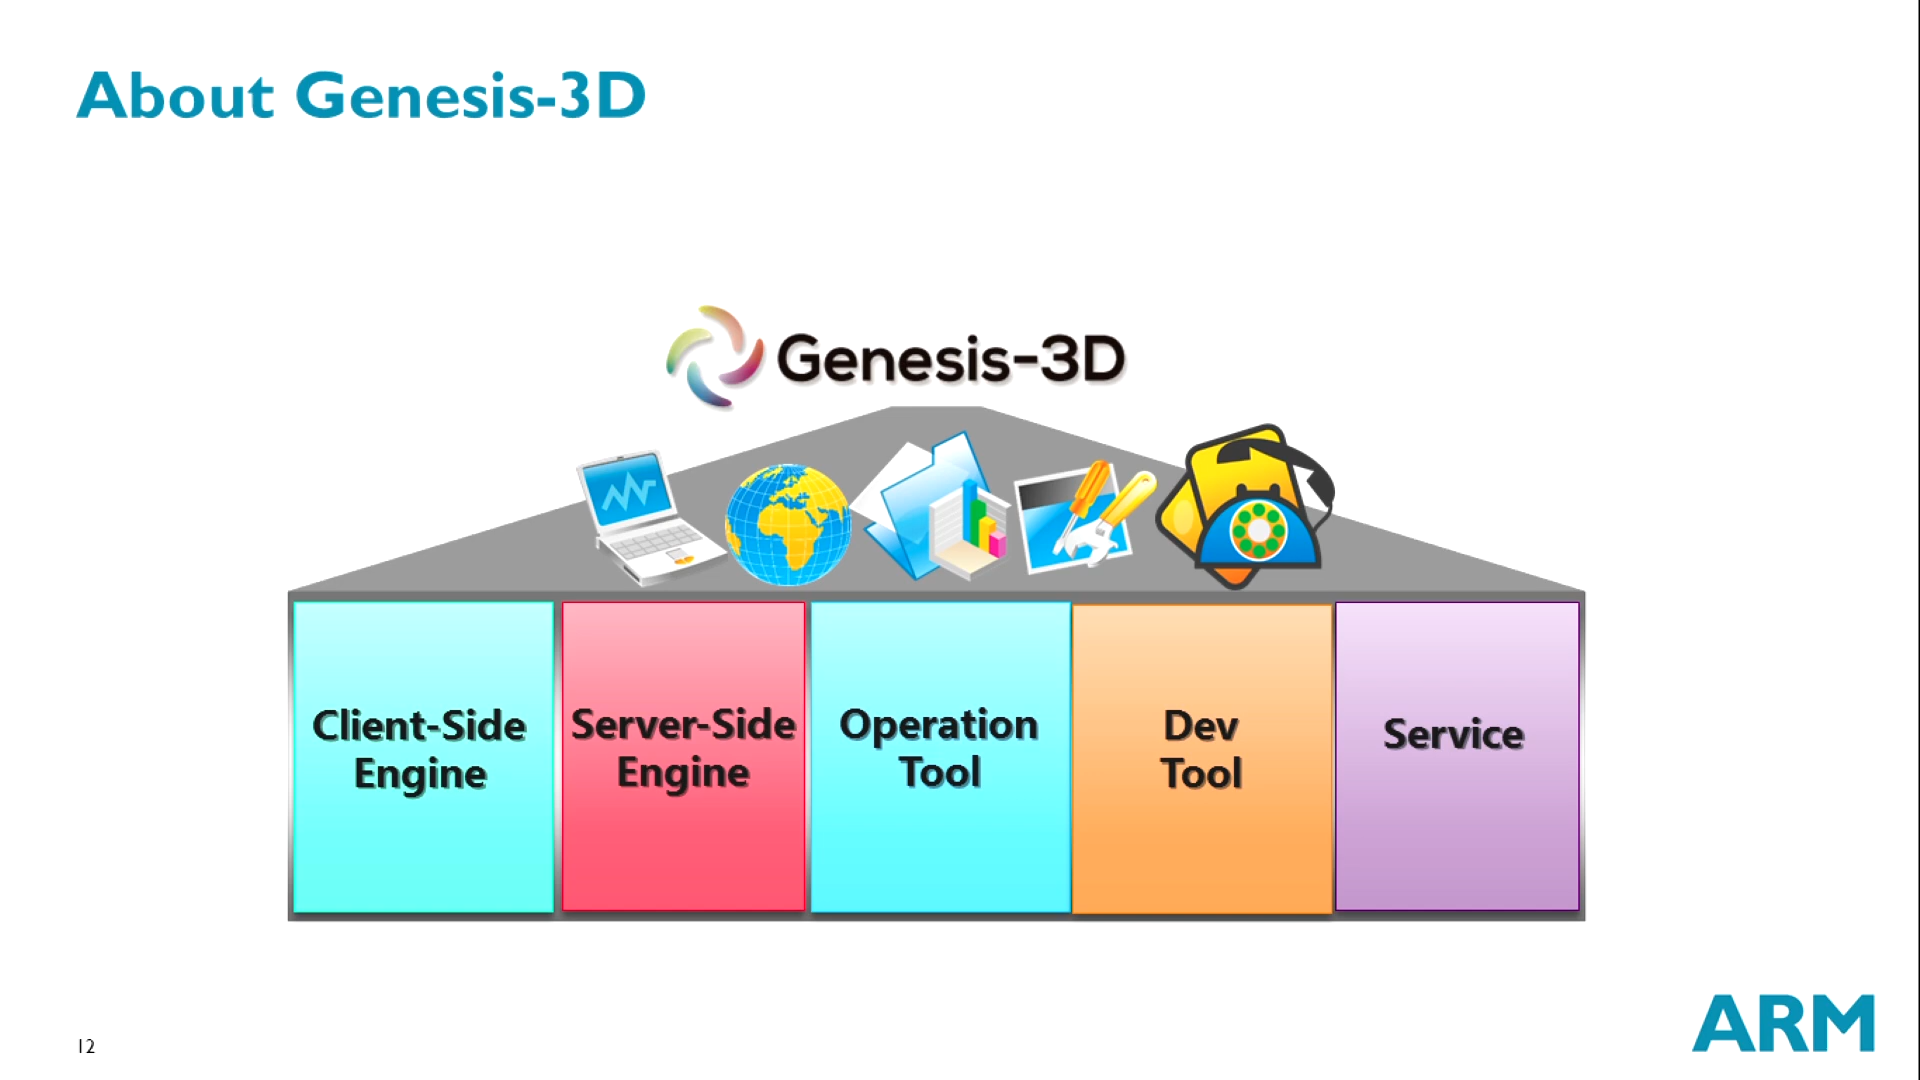 About Genesis-3D
Genesis-3D
Client-Side
Engine
Server-Side
Engine
Operation
Tool
Dev
Tool
Service
12
ARM